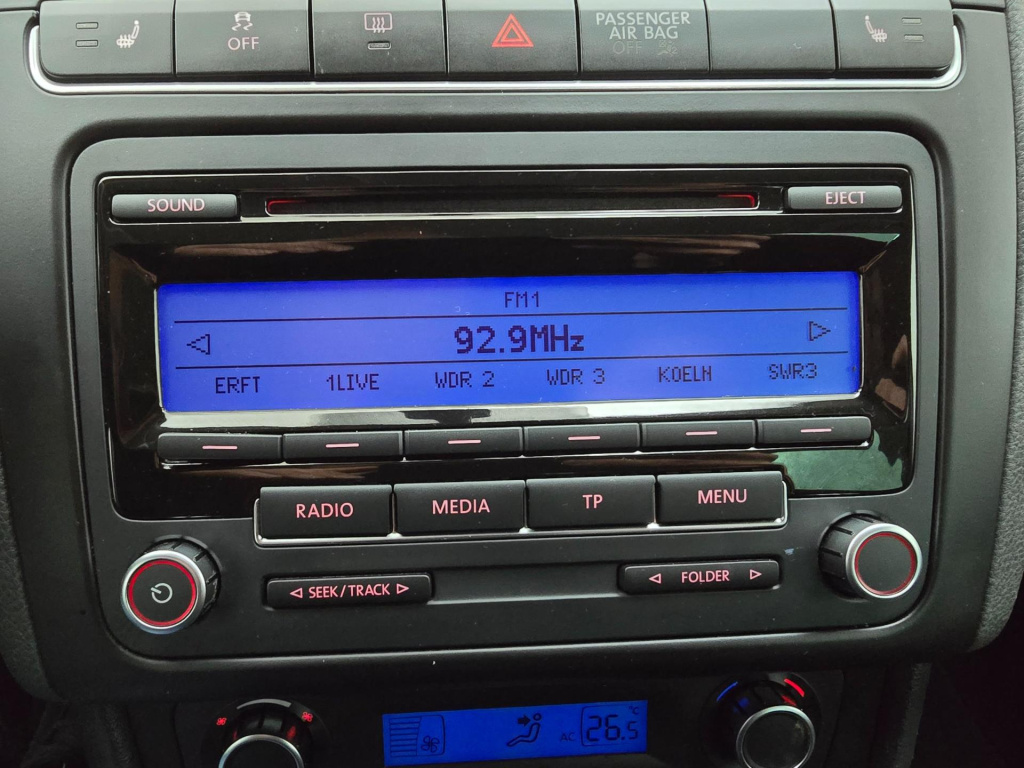 OFF
PASSENGER
AIR BAG
OFF
SOUND
EJECT
FM1
92.9MHz
ERFT 1LIVE WDR 2 WDR 3 KOELN SWR3
RADIO MEDIA TP MENU
SEEK/TRACK
FOLDER
AC 26.5 °C